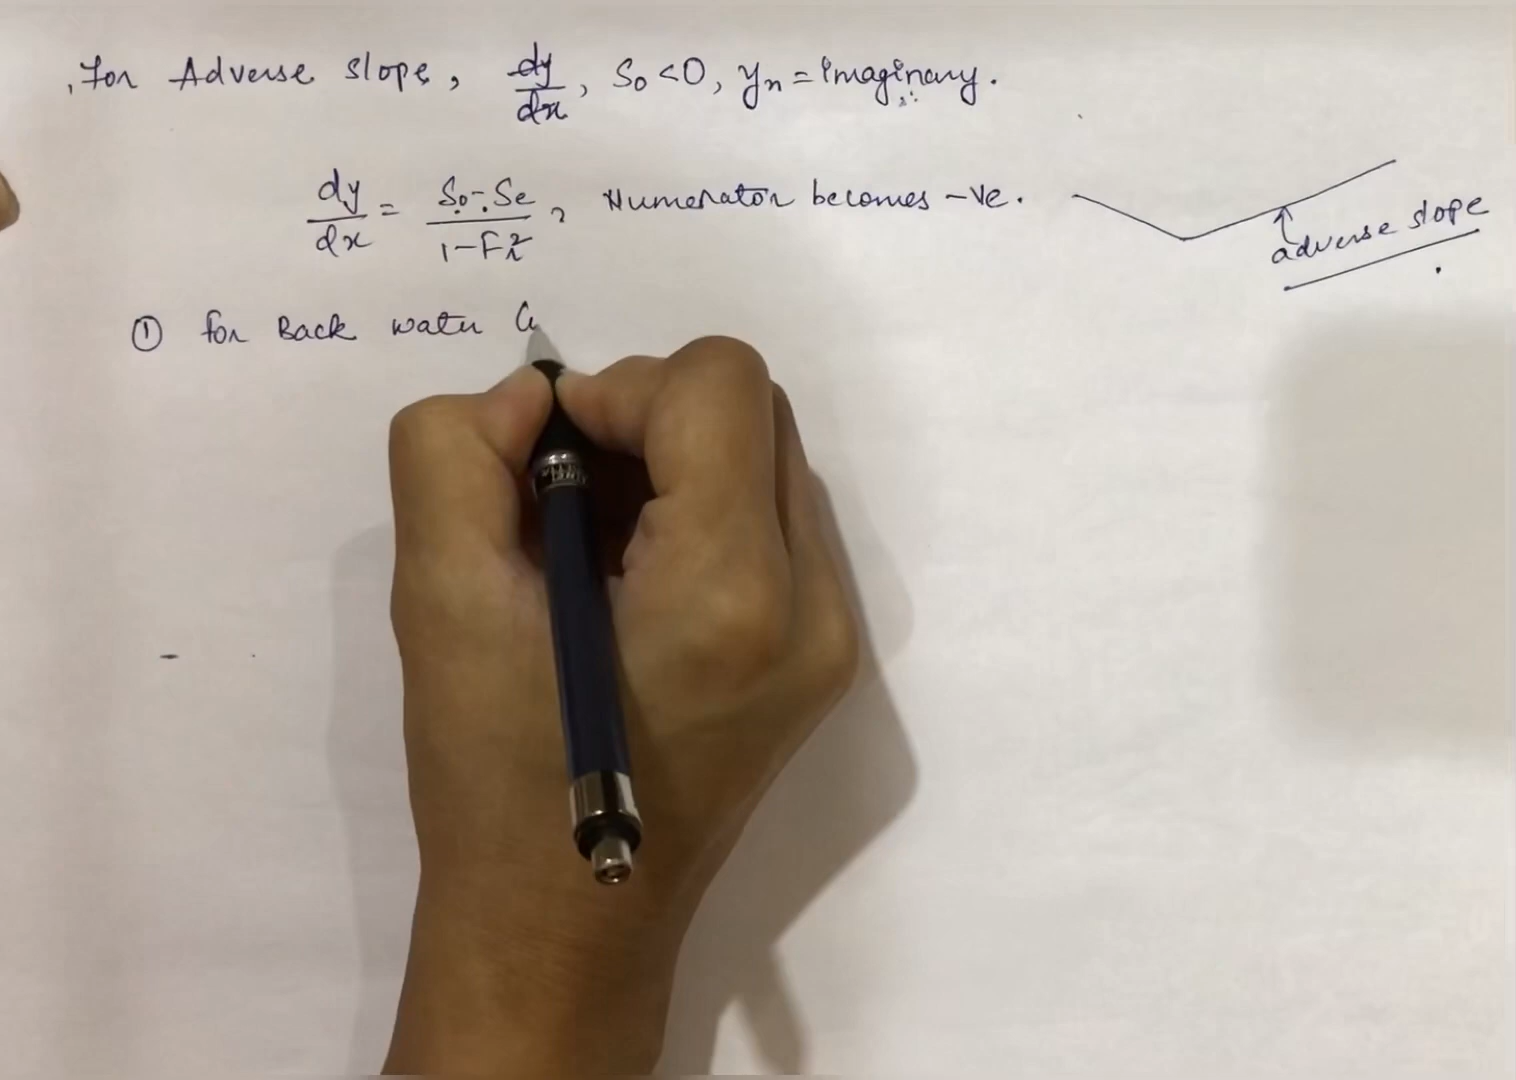 For Adverse slope, dy/dx, So<0, yn = imaginary.
dy/dx = So-Se/1-Fr², Numerator becomes -ve.
adverse slope
① for Back water